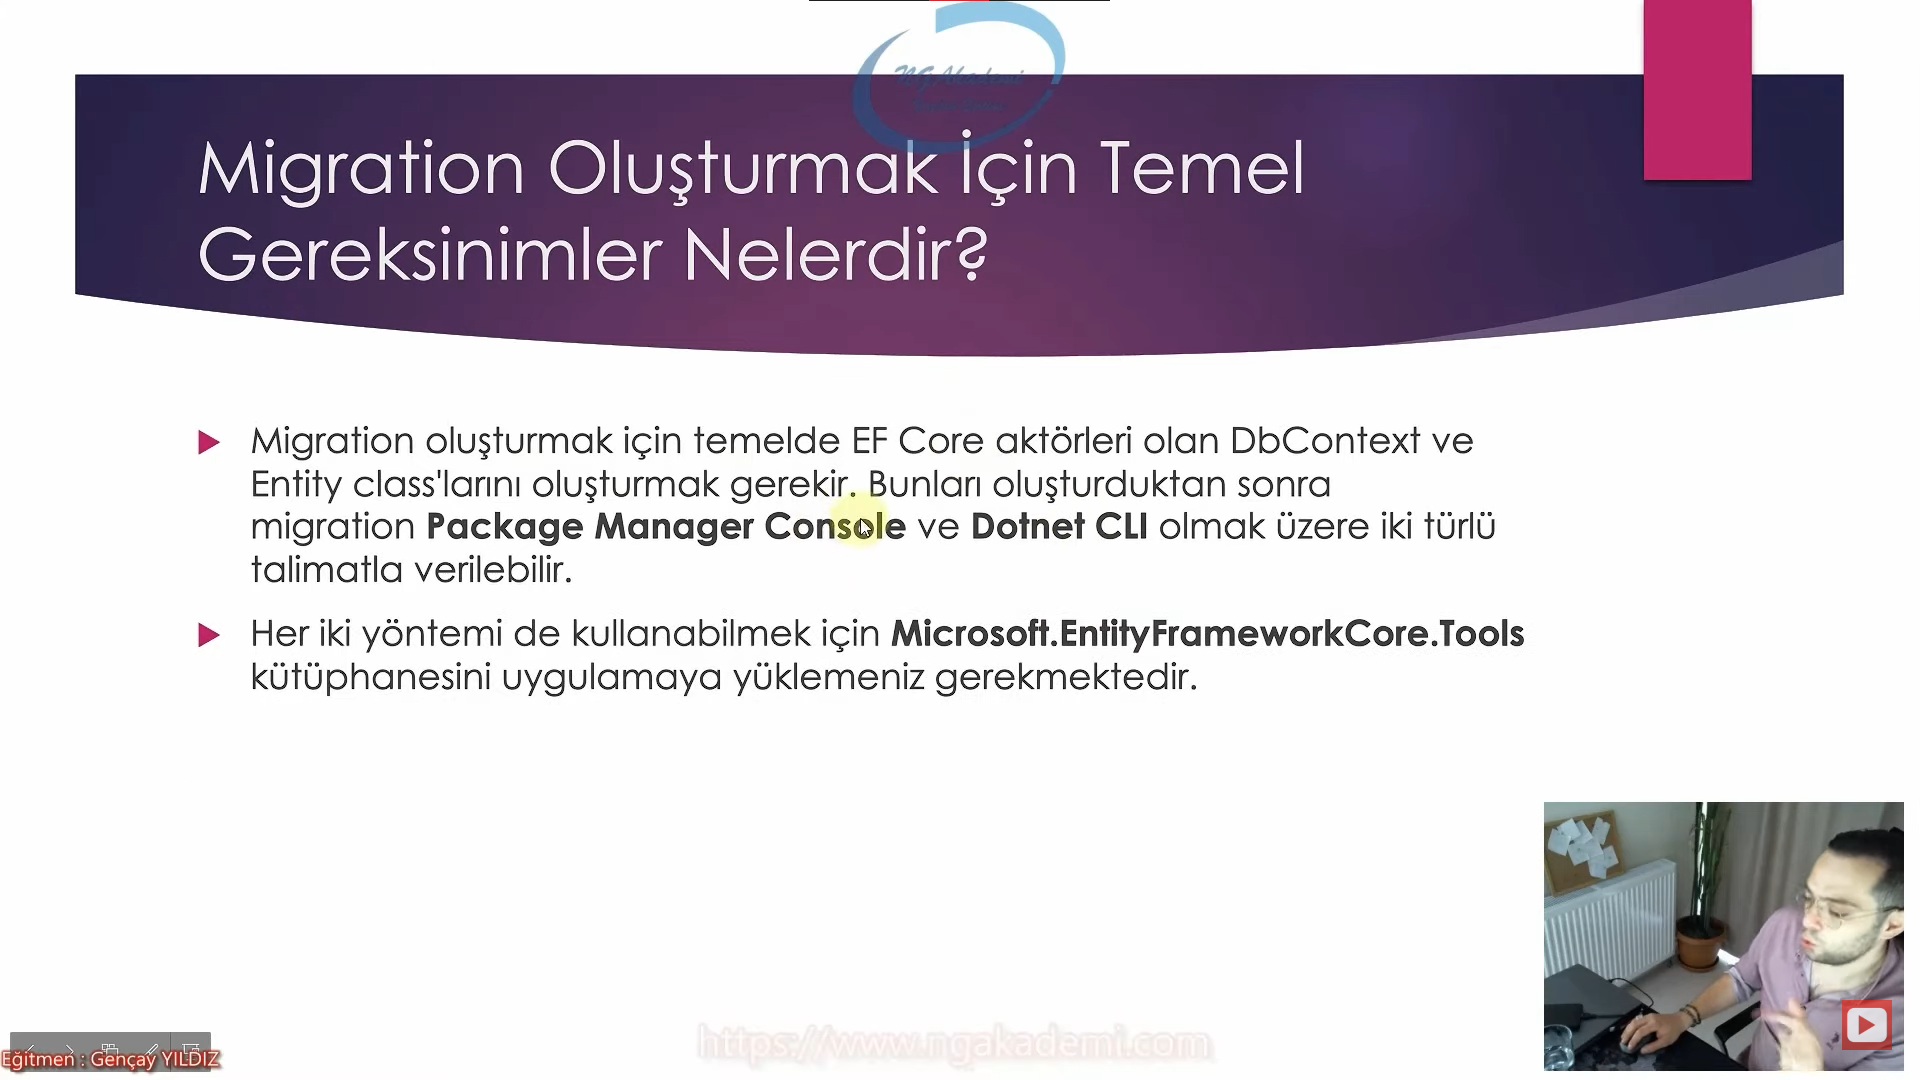 NG Akademi
Migration Oluşturmak İçin Temel
Gereksinimler Nelerdir?
Migration oluşturmak için temelde EF Core aktörleri olan DbContext ve
Entity class'larını oluşturmak gerekir. Bunları oluşturduktan sonra
migration Package Manager Console ve Dotnet CLI olmak üzere iki türlü
talimatla verilebilir.
Her iki yöntemi de kullanabilmek için Microsoft.EntityFrameworkCore.Tools
kütüphanesini uygulamaya yüklemeniz gerekmektedir.
https://www.ngakademi.com
Eğitmen : Gençay YILDIZ